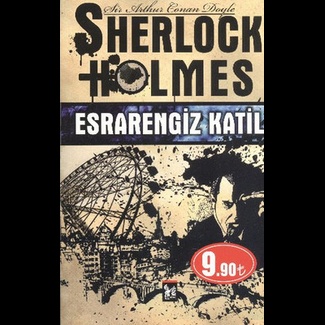 Sir Arthur Conan Doyle
SHERLOCK
HOLMES
ESRARENGİZ KATİL
9.90₺